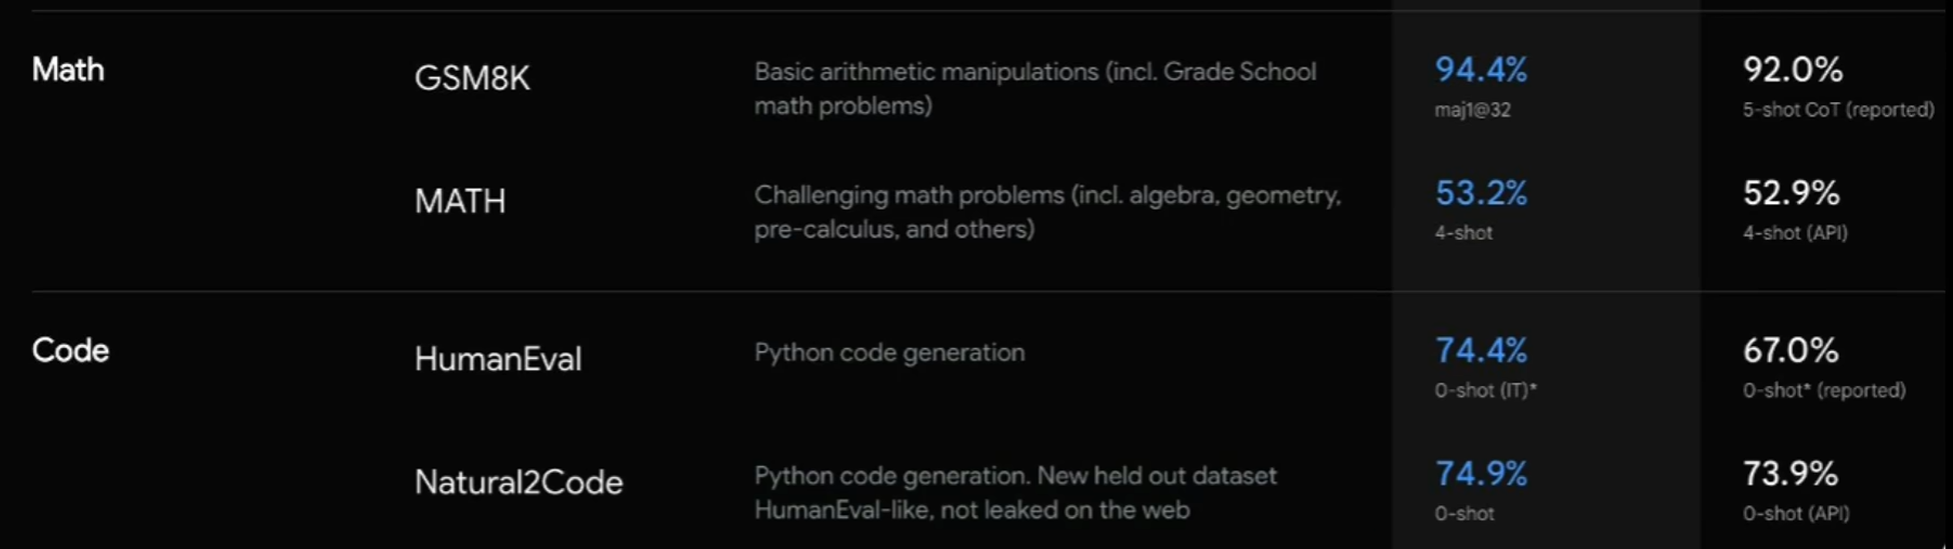 Math
GSM8K
Basic arithmetic manipulations (incl. Grade School
math problems)
94.4%
maj1@32
92.0%
5-shot CoT (reported)
MATH
Challenging math problems (incl. algebra, geometry,
pre-calculus, and others)
53.2%
4-shot
52.9%
4-shot (API)
Code
HumanEval
Python code generation
74.4%
0-shot (IT)*
67.0%
0-shot* (reported)
Natural2Code
Python code generation. New held out dataset
HumanEval-like, not leaked on the web
74.9%
0-shot
73.9%
0-shot (API)